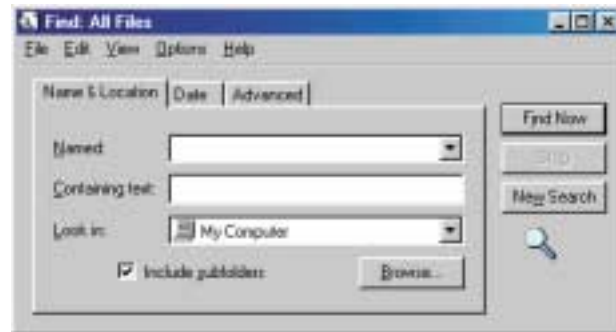 Find: All Files
File Edit View Options Help
Name & Location Date Advanced
Named:
Containing text:
Look in: My Computer
Include subfolders
Browse...
Find Now
Stop
New Search